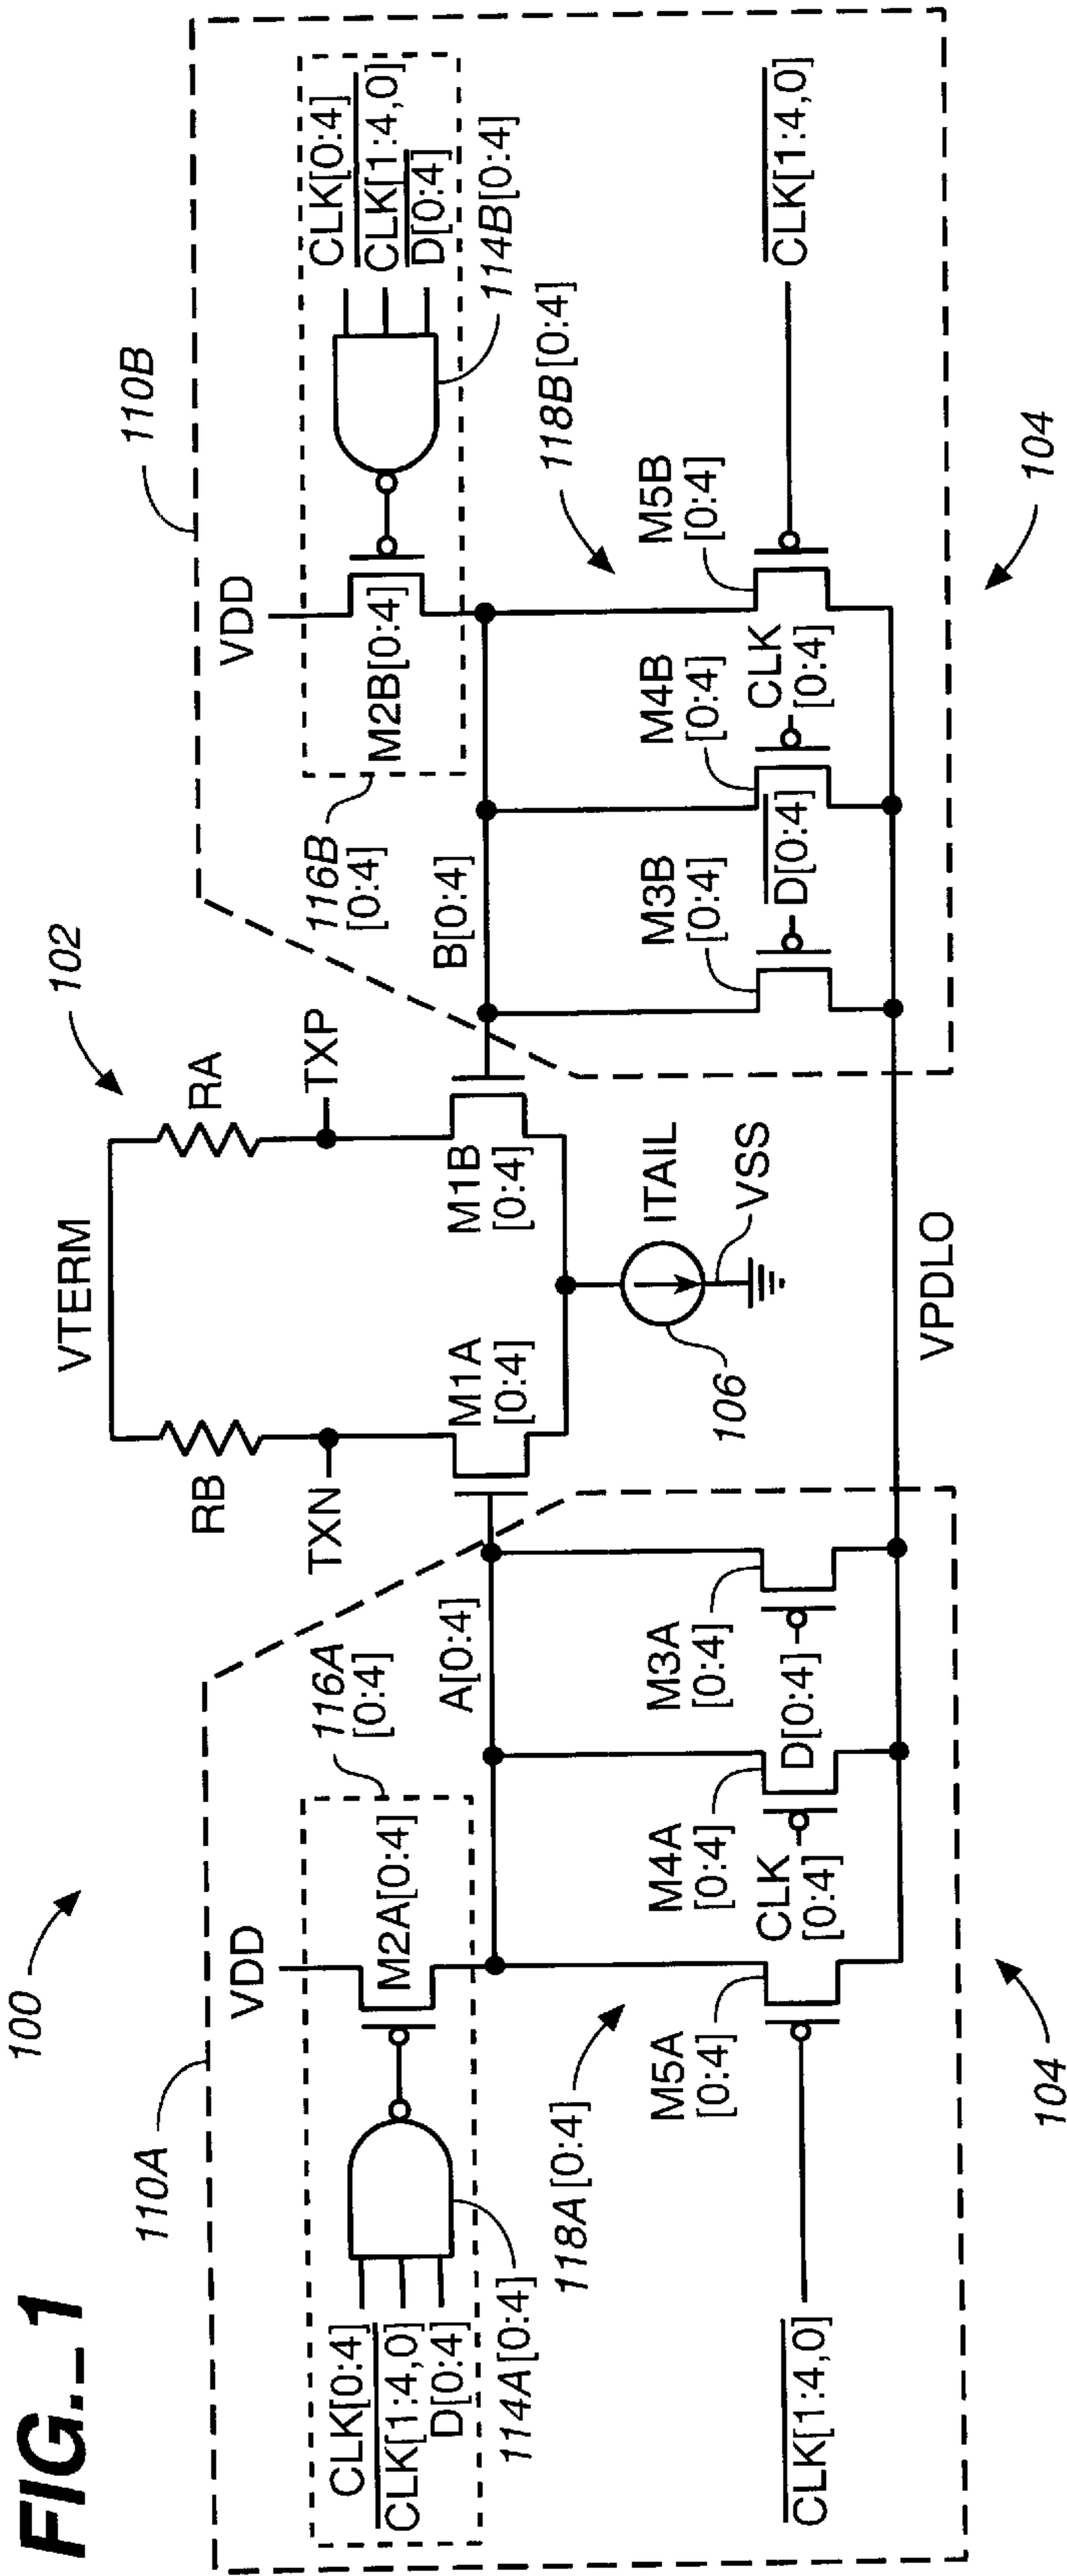 FIG._1
100
102
110A
110B
VDD
VTERM
VDD
RB
RA
TXN
TXP
CLK[0:4]
CLK[1:4,0]
D[0:4]
114A[0:4]
M2A[0:4]
116A
[0:4]
A[0:4]
M1A
[0:4]
M1B
[0:4]
ITAIL
106
VSS
B[0:4]
116B
[0:4]
M2B[0:4]
CLK[0:4]
CLK[1:4,0]
D[0:4]
114B[0:4]
118A[0:4]
118B[0:4]
M5A
[0:4]
M4A
[0:4]
M3A
[0:4]
CLK
[0:4]
D[0:4]
CLK[1:4,0]
M3B
[0:4]
M4B
[0:4]
M5B
[0:4]
D[0:4]
CLK
[0:4]
CLK[1:4,0]
VPDLO
104
104